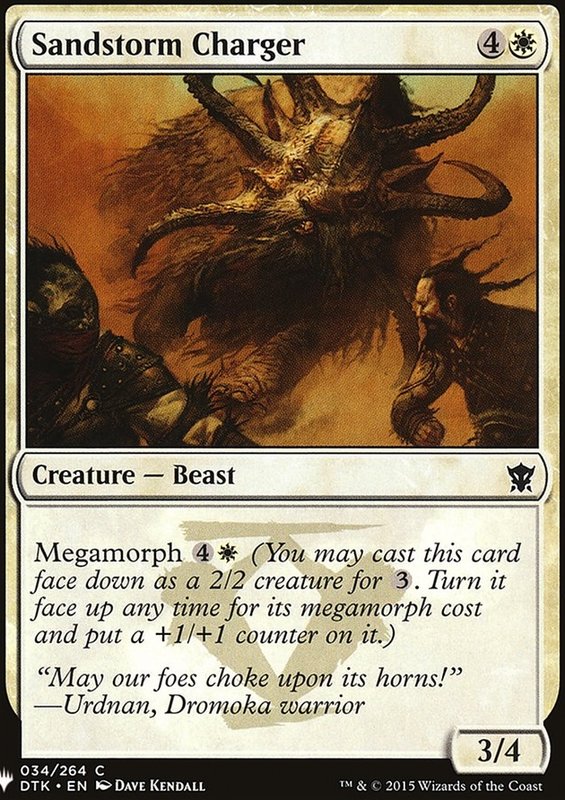 Sandstorm Charger 4
Creature — Beast
Megamorph 4 (You may cast this card
face down as a 2/2 creature for 3. Turn it
face up any time for its megamorph cost
and put a +1/+1 counter on it.)
“May our foes choke upon its horns!”
—Urdnan, Dromoka warrior
3/4
034/264 C
DTK • EN Dave Kendall
™ & © 2015 Wizards of the Coast